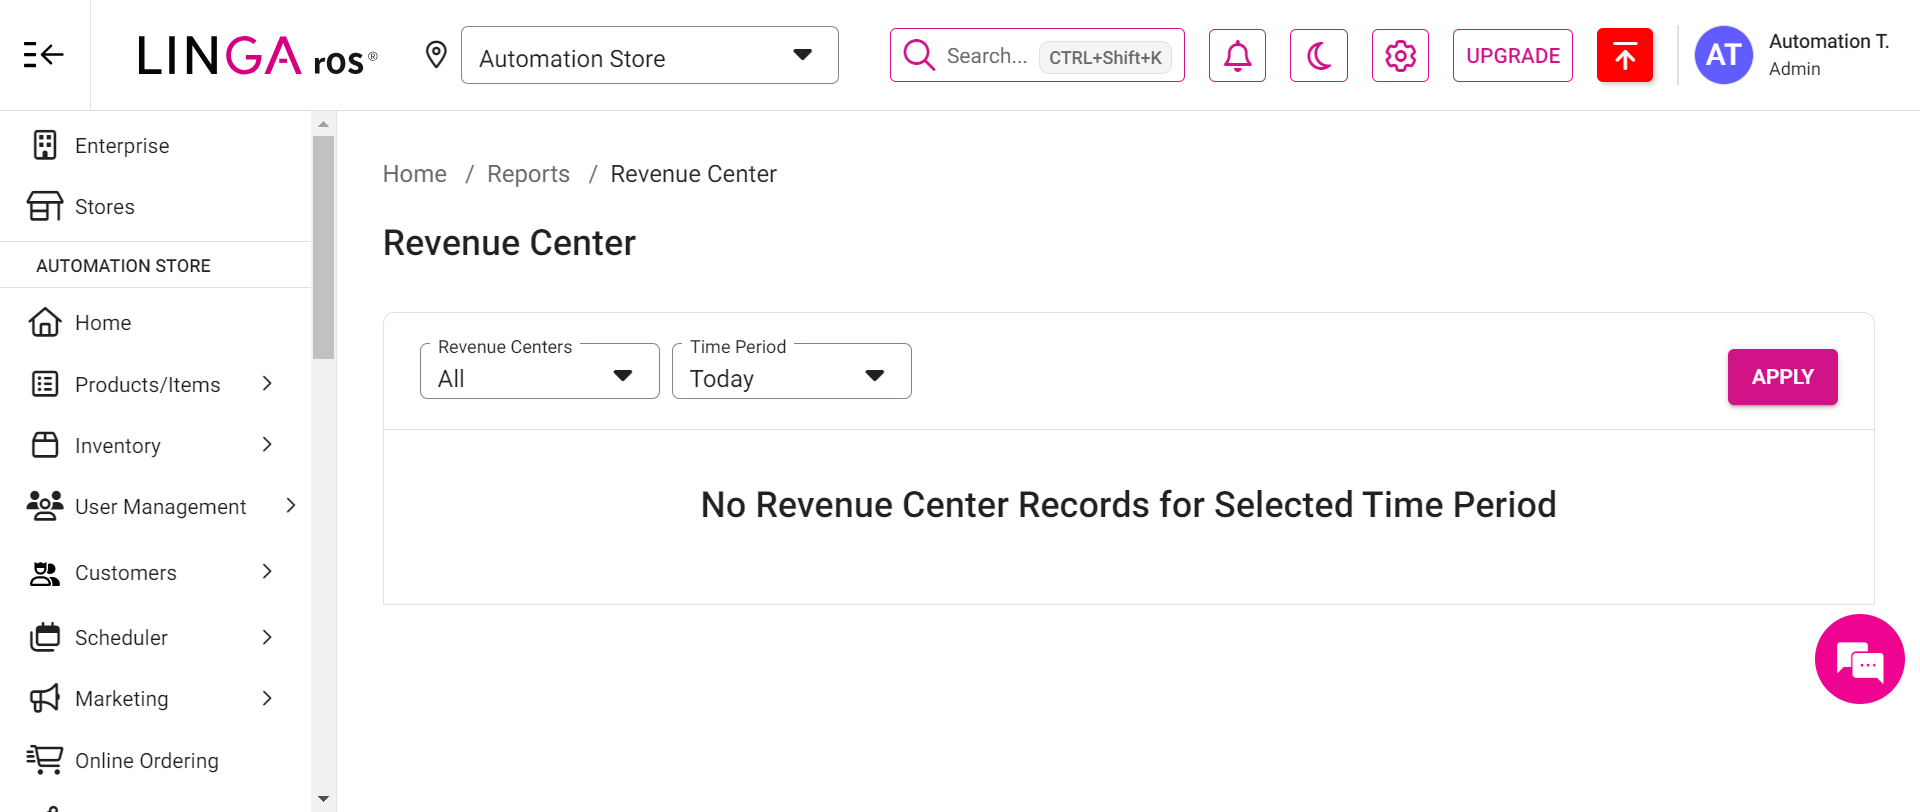 LINGA ros®
Automation Store
Search... CTRL+Shift+K
UPGRADE
AT
Automation T.
Admin
Enterprise
Stores
AUTOMATION STORE
Home
Products/Items
Inventory
User Management
Customers
Scheduler
Marketing
Online Ordering
Home / Reports / Revenue Center
Revenue Center
Revenue Centers
All
Time Period
Today
APPLY
No Revenue Center Records for Selected Time Period